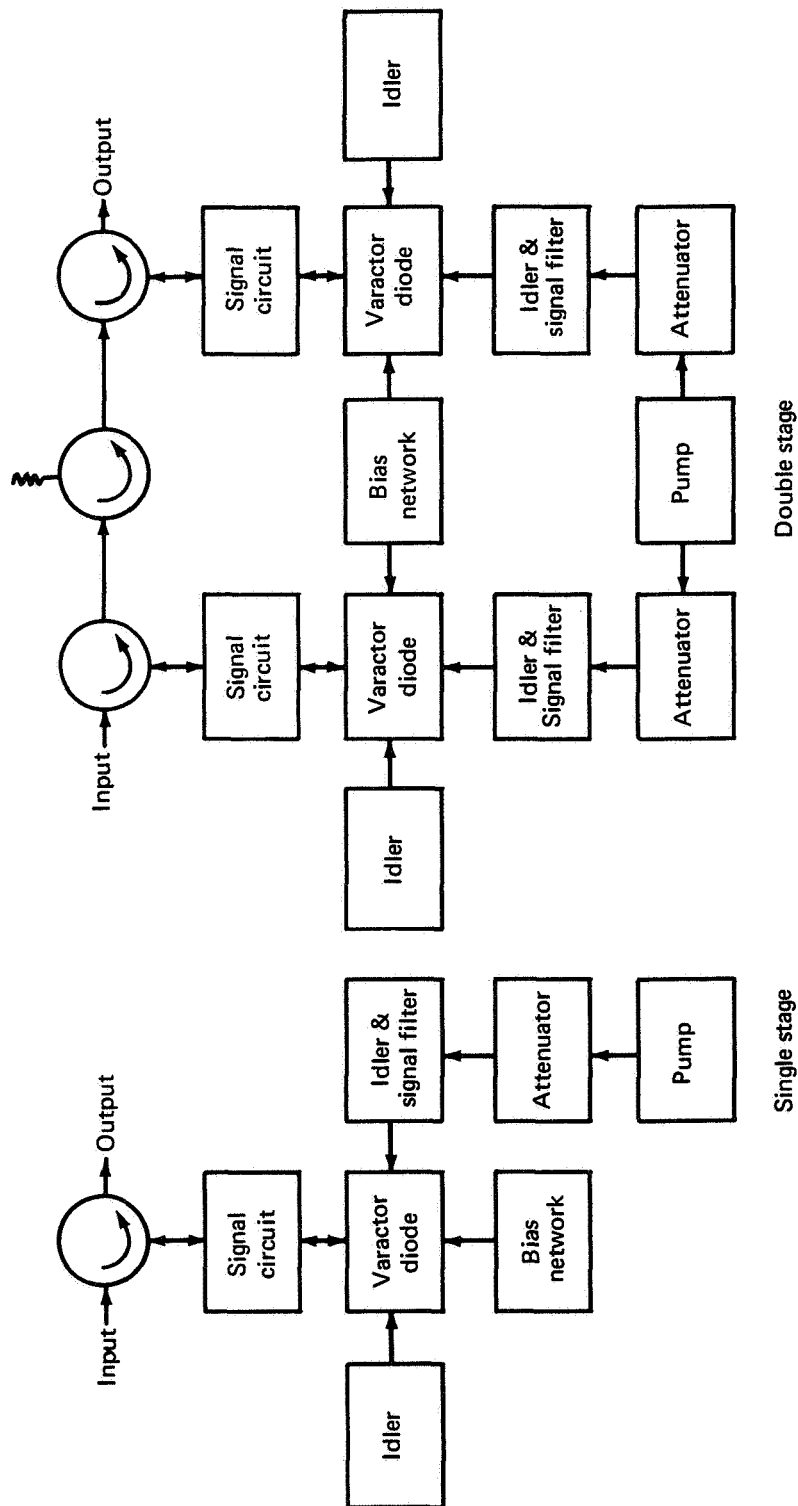 Input
Output
Signal
circuit
Idler
Varactor
diode
Idler &
signal filter
Bias
network
Attenuator
Pump
Single stage
Input
Output
Signal
circuit
Signal
circuit
Idler
Varactor
diode
Bias
network
Varactor
diode
Idler
Idler &
Signal filter
Idler &
signal filter
Attenuator
Pump
Attenuator
Double stage